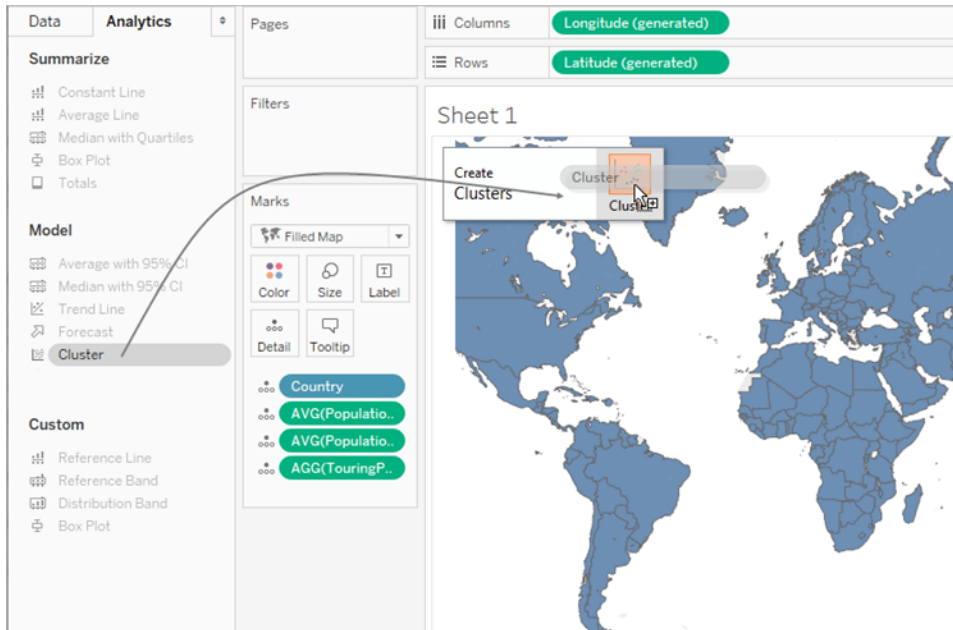 Data
Analytics
Summarize
Constant Line
Average Line
Median with Quartiles
Box Plot
Totals
Model
Average with 95% CI
Median with 95% CI
Trend Line
Forecast
Cluster
Custom
Reference Line
Reference Band
Distribution Band
Box Plot
Pages
Filters
Marks
Filled Map
Color
Size
T
Label
Detail
Tooltip
Country
AVG(Populatio..
AVG(Populatio..
AGG(TouringP..
Columns
Longitude (generated)
Rows
Latitude (generated)
Sheet 1
Create
Clusters
Cluster